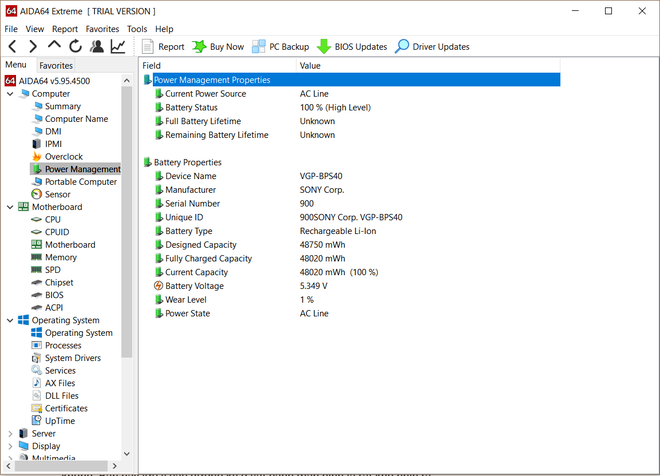 AIDA64 Extreme [ TRIAL VERSION ]
File View Report Favorites Tools Help
Report Buy Now PC Backup BIOS Updates Driver Updates
Menu Favorites
AIDA64 v5.95.4500
Computer
Summary
Computer Name
DMI
IPMI
Overclock
Power Management
Portable Computer
Sensor
Motherboard
CPU
CPUID
Motherboard
Memory
SPD
Chipset
BIOS
ACPI
Operating System
Operating System
Processes
System Drivers
Services
AX Files
DLL Files
Certificates
UpTime
Server
Display
Multimedia
Field Value
Power Management Properties
Current Power Source AC Line
Battery Status 100 % (High Level)
Full Battery Lifetime Unknown
Remaining Battery Lifetime Unknown
Battery Properties
Device Name VGP-BPS40
Manufacturer SONY Corp.
Serial Number 900
Unique ID 900SONY Corp. VGP-BPS40
Battery Type Rechargeable Li-Ion
Designed Capacity 48750 mWh
Fully Charged Capacity 48020 mWh
Current Capacity 48020 mWh (100 %)
Battery Voltage 5.349 V
Wear Level 1 %
Power State AC Line